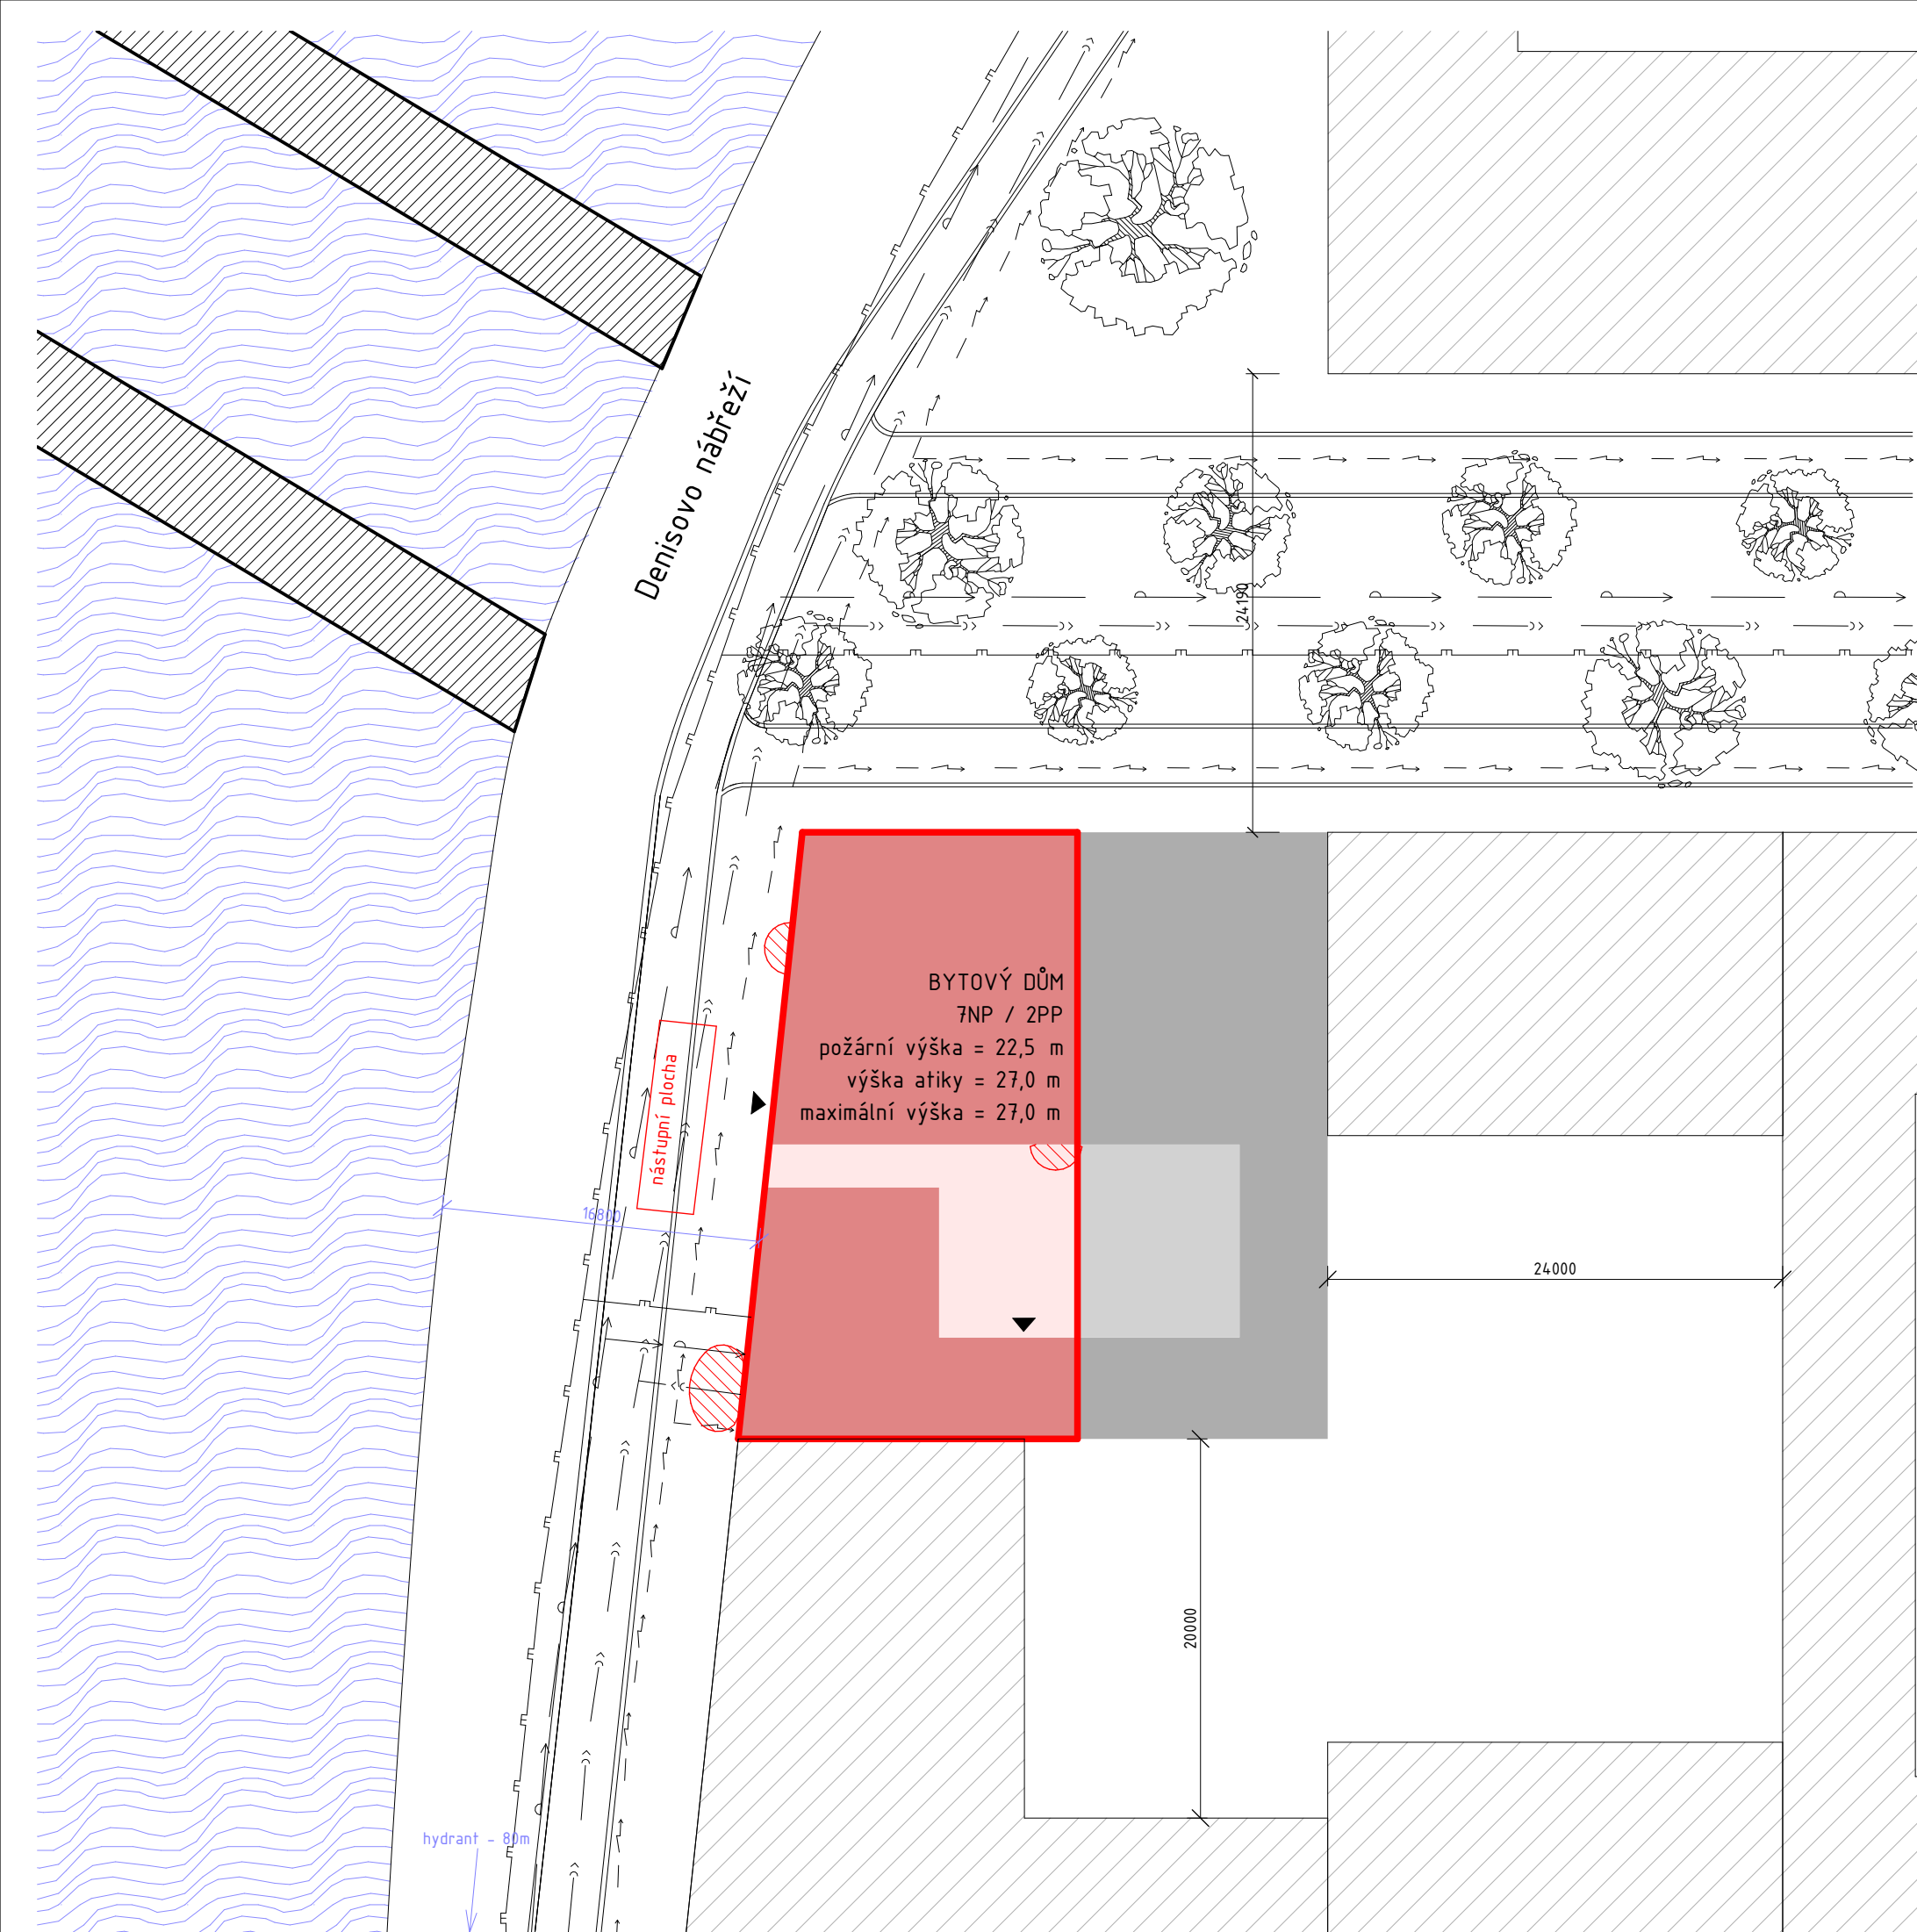 Denisovo nábřeží
24190
BYTOVÝ DŮM
7NP / 2PP
požární výška = 22,5 m
výška atiky = 27,0 m
maximální výška = 27,0 m
nástupní plocha
16800
24000
20000
hydrant - 80m